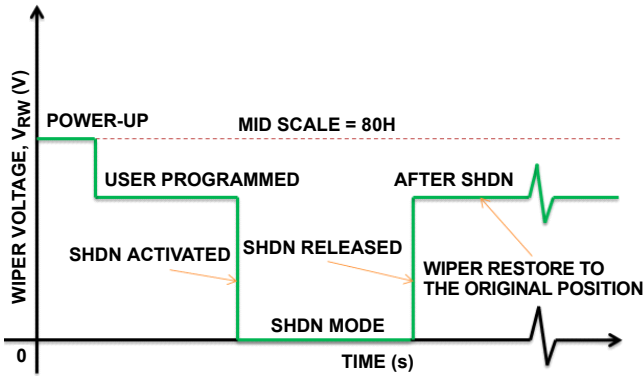 WIPER VOLTAGE, VRW (V)
POWER-UP
MID SCALE = 80H
USER PROGRAMMED
AFTER SHDN
SHDN ACTIVATED
SHDN RELEASED
WIPER RESTORE TO
THE ORIGINAL POSITION
SHDN MODE
0
TIME (s)